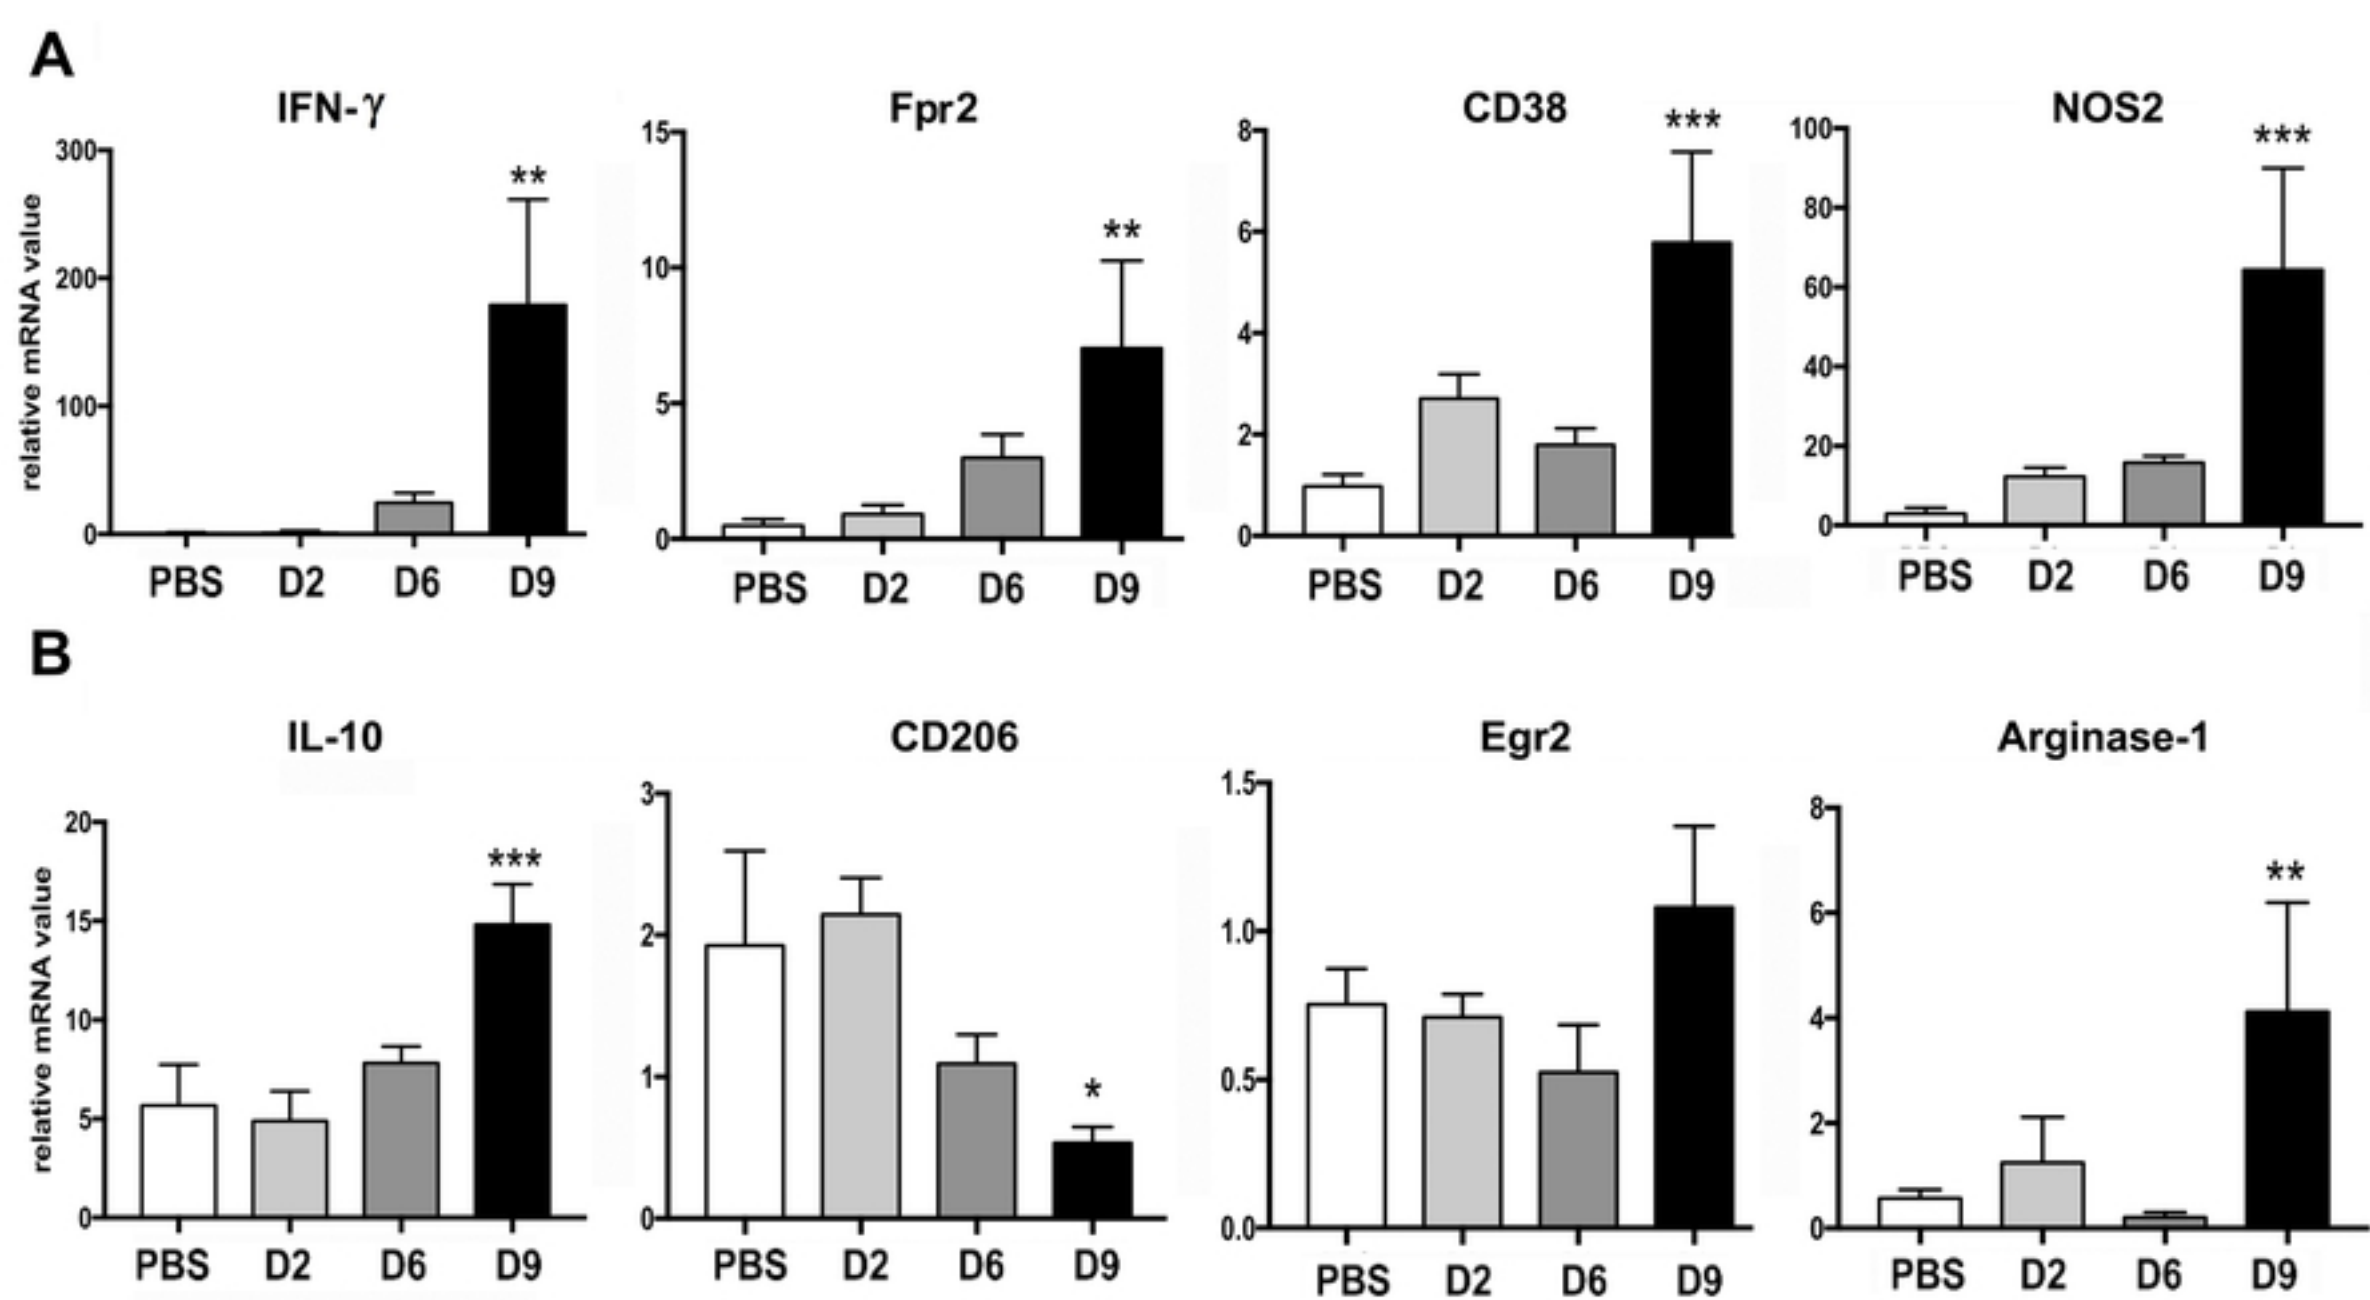 A
IFN-γ
relative mRNA value
300
200
100
0
**
PBS D2 D6 D9
Fpr2
15
10
5
0
**
PBS D2 D6 D9
CD38
8
6
4
2
0
***
PBS D2 D6 D9
NOS2
100
80
60
40
20
0
***
PBS D2 D6 D9
B
IL-10
relative mRNA value
20
15
10
5
0
***
PBS D2 D6 D9
CD206
3
2
1
0
*
PBS D2 D6 D9
Egr2
1.5
1.0
0.5
0.0
PBS D2 D6 D9
Arginase-1
8
6
4
2
0
**
PBS D2 D6 D9